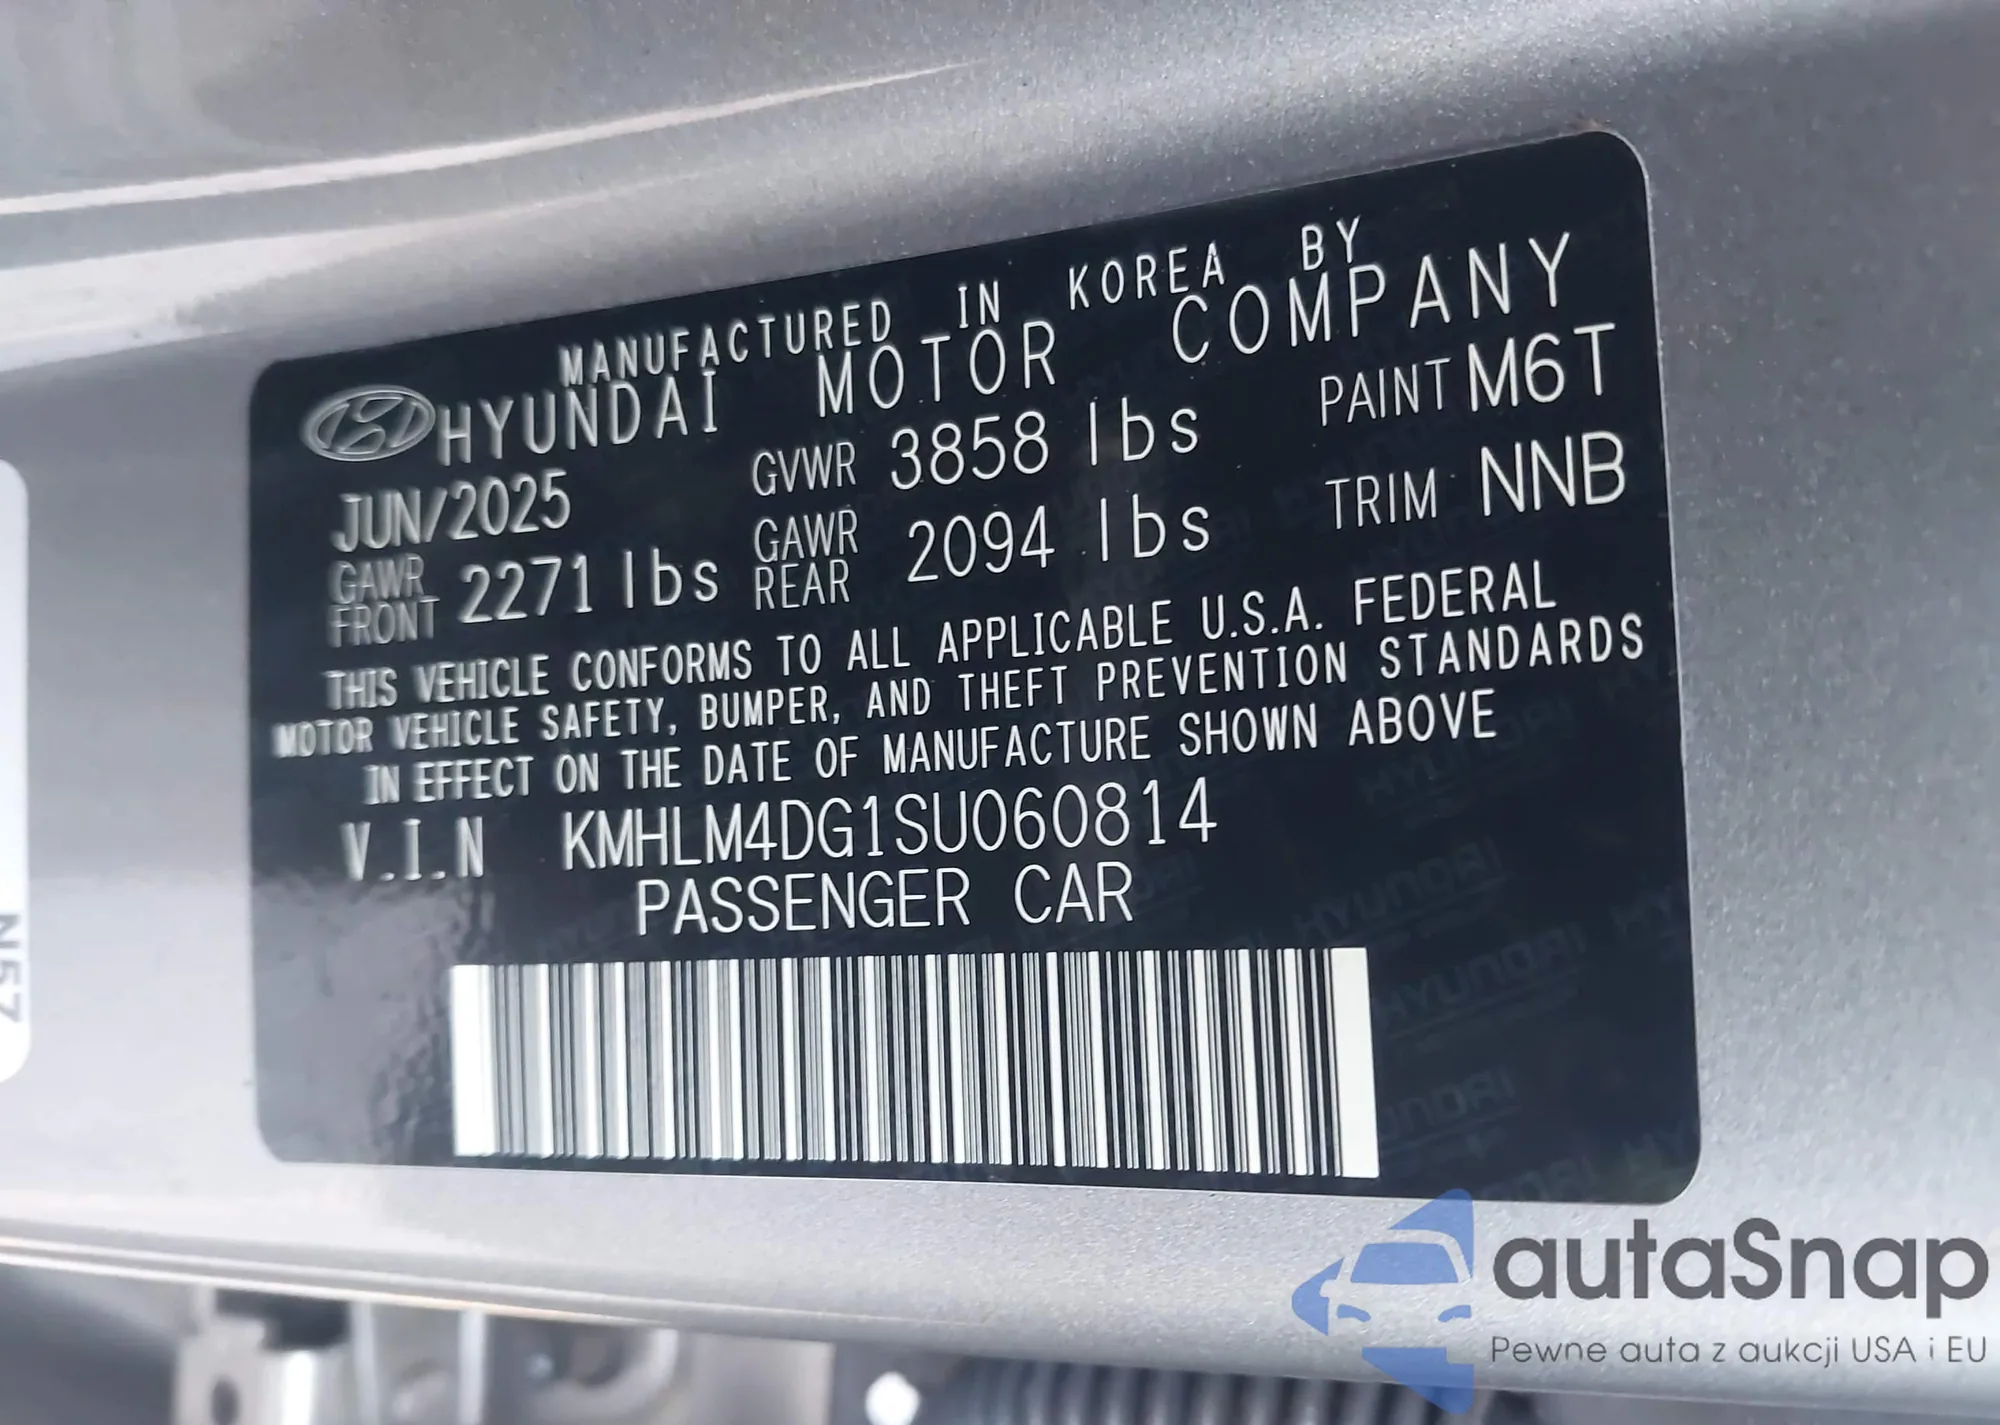 MANUFACTURED IN KOREA BY
HYUNDAI MOTOR COMPANY
JUN/2025 GVWR 3858 lbs PAINT M6T
GAWR FRONT 2271 lbs GAWR REAR 2094 lbs TRIM NNB
THIS VEHICLE CONFORMS TO ALL APPLICABLE U.S.A. FEDERAL
MOTOR VEHICLE SAFETY, BUMPER, AND THEFT PREVENTION STANDARDS
IN EFFECT ON THE DATE OF MANUFACTURE SHOWN ABOVE
V.I.N KMHLM4DG1SU060814
PASSENGER CAR
N57
autaSnap
Pewne auta z aukcji USA i EU